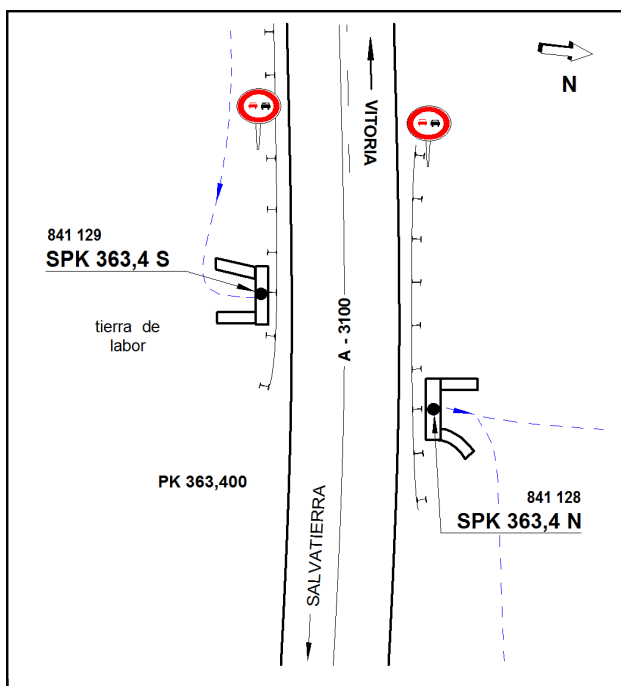 N
VITORIA
841 129
SPK 363,4 S
tierra de
labor
A - 3100
PK 363,400
841 128
SPK 363,4 N
SALVATIERRA